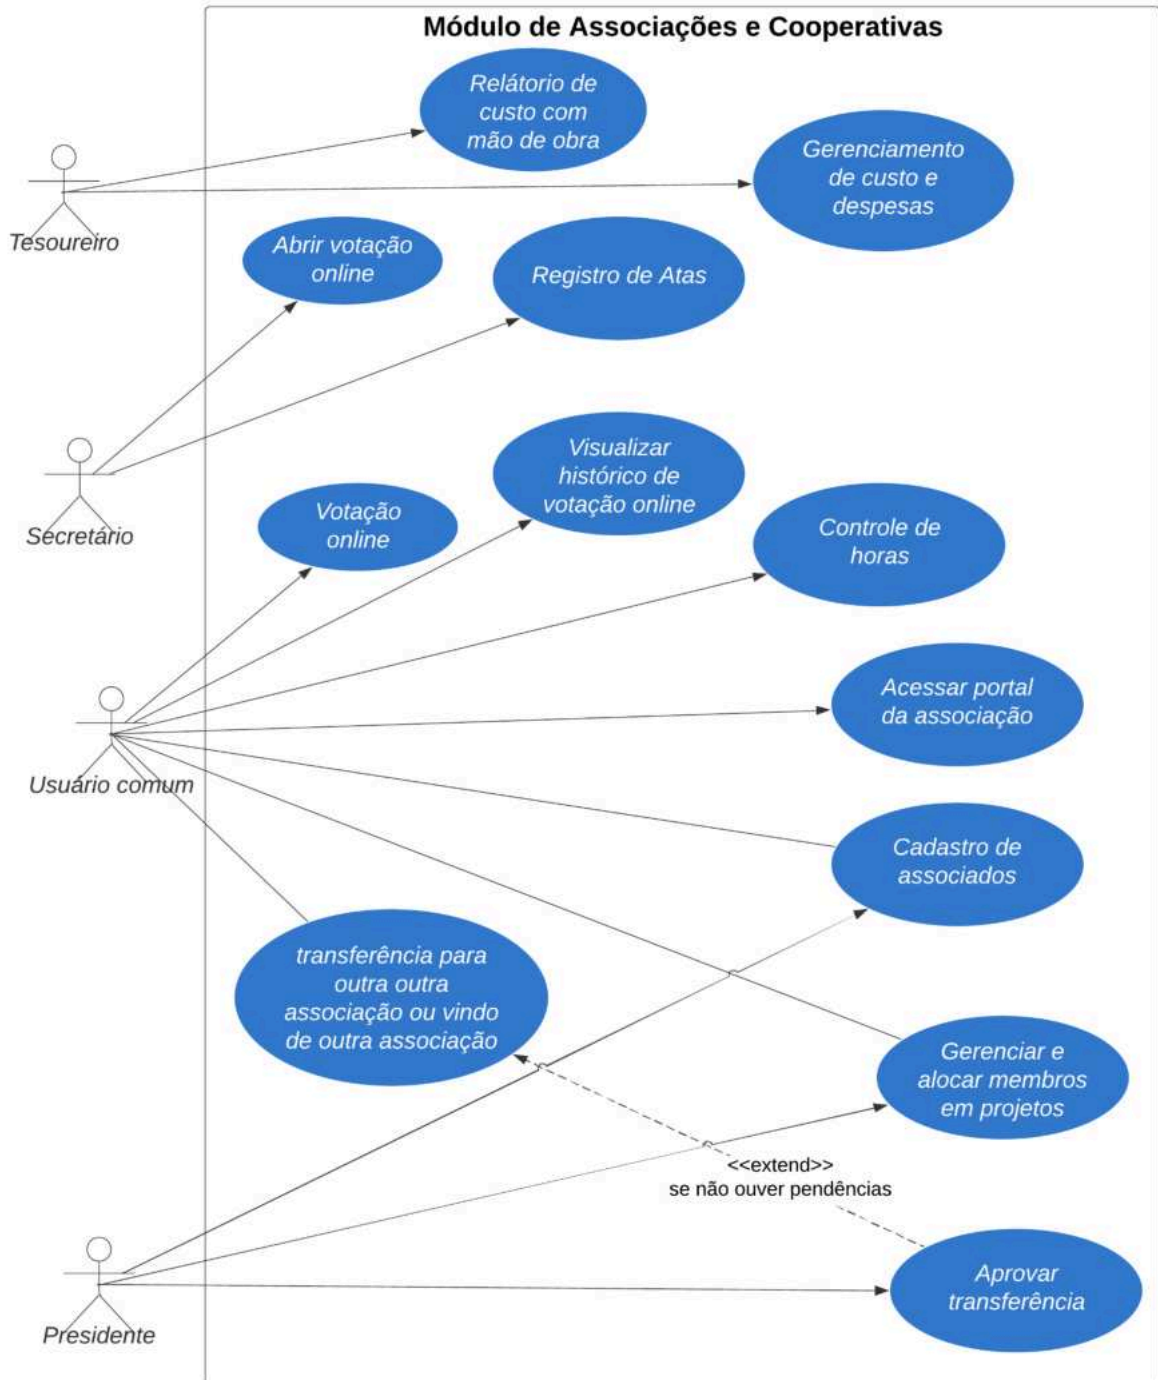 Módulo de Associações e Cooperativas
Relátorio de
custo com
mão de obra
Gerenciamento
de custo e
despesas
Tesoureiro
Abrir votação
online
Registro de Atas
Secretário
Visualizar
histórico de
votação online
Votação
online
Controle de
horas
Acessar portal
da associação
Usuário comum
Cadastro de
associados
transferência para
outra outra
associação ou vindo
de outra associação
Gerenciar e
alocar membros
em projetos
<<extend>>
se não ouver pendências
Aprovar
transferência
Presidente